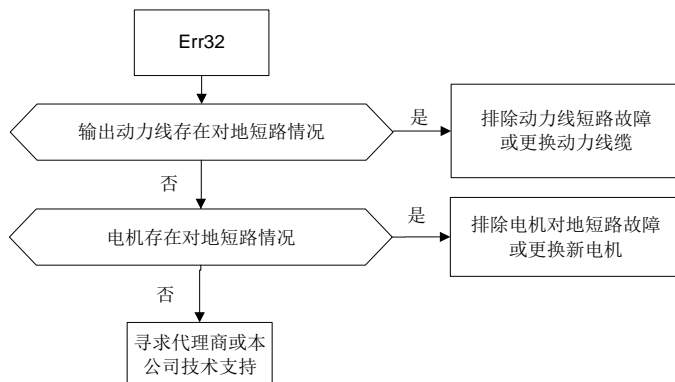 Err32
输出动力线存在对地短路情况
是
排除动力线短路故障
或更换动力线缆
否
电机存在对地短路情况
是
排除电机对地短路故障
或更换新电机
否
寻求代理商或本
公司技术支持